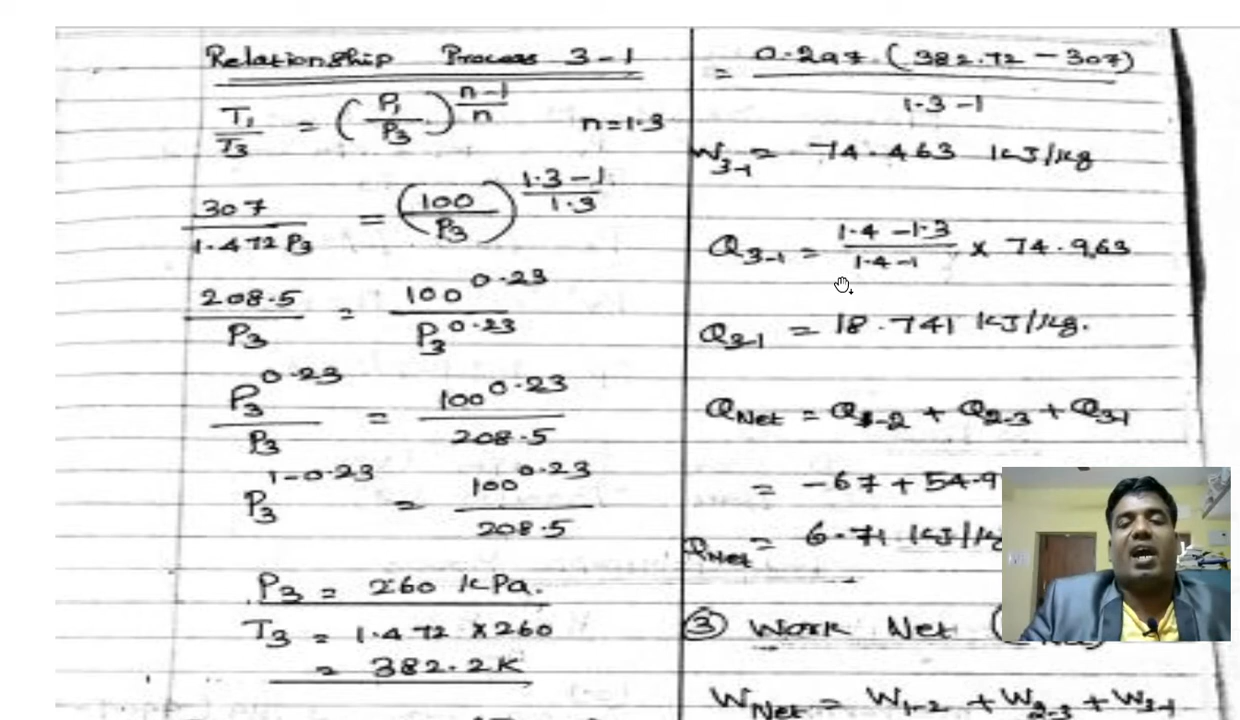 Relationship Process 3-1
T1/T3 = (P1/P3)^(n-1/n) n=1.3
307/1.472 P3 = (100/P3)^(1.3-1/1.3)
208.5/P3 = 100^0.23/P3^0.23
P3^0.23/P3 = 100^0.23/208.5
P3^1-0.23 = 100^0.23/208.5
P3 = 260 kPa.
T3 = 1.472 x 260
= 382.2K
= 0.297.(382.72-307)/1.3-1
W3-1 = 74.463 kJ/kg
Q3-1 = 1.4-1.3/1.4-1 x 74.963
Q3-1 = 18.741 kJ/kg.
QNet = Q1-2 + Q2-3 + Q3-1
= -67+54.9
QNet = 6.71 kJ/kg
③ Work Net (
WNet = W1-2 + W2-3 + W3-1